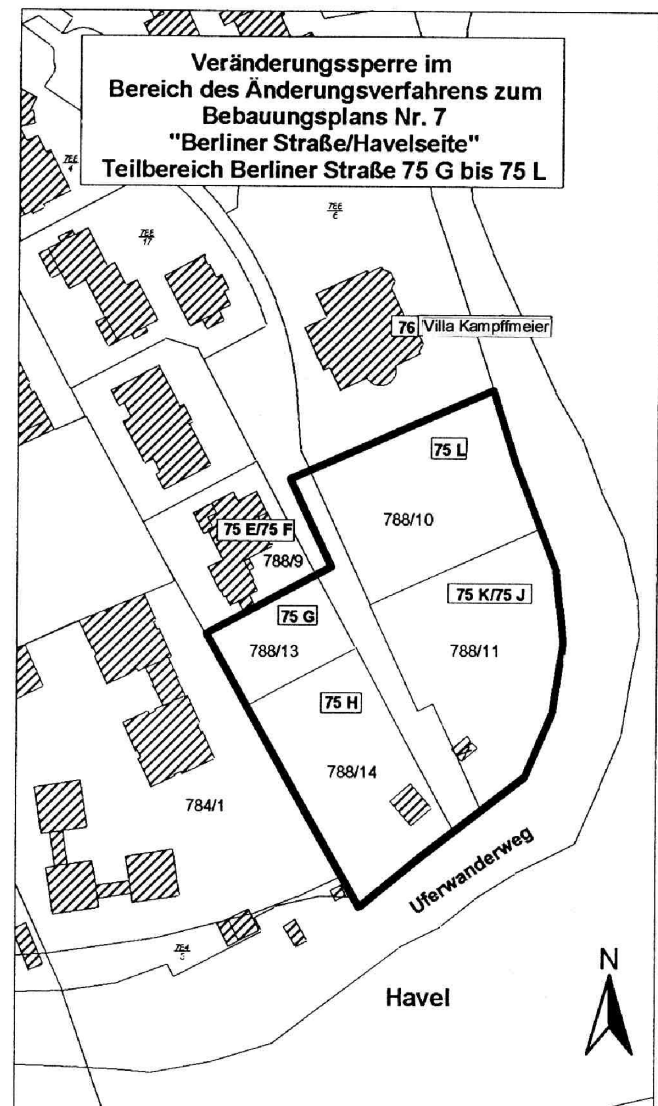 Veränderungssperre im
Bereich des Änderungsverfahrens zum
Bebauungsplans Nr. 7
"Berliner Straße/Havelseite"
Teilbereich Berliner Straße 75 G bis 75 L
76 Villa Kampffmeier
75 L
788/10
75 E/75 F
788/9
75 K/75 J
75 G
788/13
788/11
75 H
788/14
784/1
Uferwanderweg
N
Havel